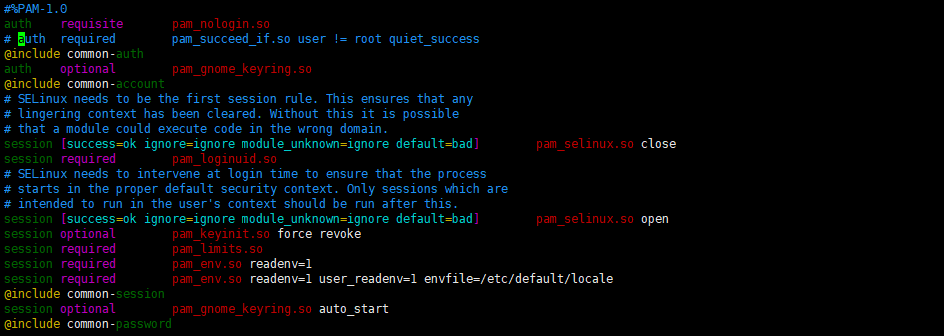 #%PAM-1.0
auth    requisite       pam_nologin.so
# auth  required        pam_succeed_if.so user != root quiet_success
@include common-auth
auth    optional        pam_gnome_keyring.so
@include common-account
# SELinux needs to be the first session rule. This ensures that any
# lingering context has been cleared. Without this it is possible
# that a module could execute code in the wrong domain.
session [success=ok ignore=ignore module_unknown=ignore default=bad]        pam_selinux.so close
session required        pam_loginuid.so
# SELinux needs to intervene at login time to ensure that the process
# starts in the proper default security context. Only sessions which are
# intended to run in the user's context should be run after this.
session [success=ok ignore=ignore module_unknown=ignore default=bad]        pam_selinux.so open
session optional        pam_keyinit.so force revoke
session required        pam_limits.so
session required        pam_env.so readenv=1
session required        pam_env.so readenv=1 user_readenv=1 envfile=/etc/default/locale
@include common-session
session optional        pam_gnome_keyring.so auto_start
@include common-password